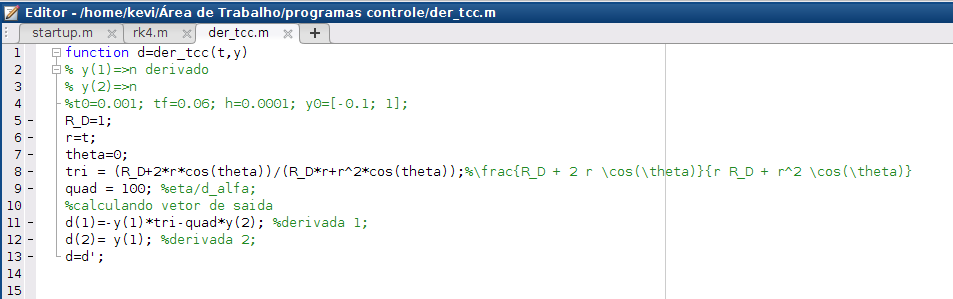 Editor - /home/kevi/Área de Trabalho/programas controle/der_tcc.m
startup.m rk4.m der_tcc.m
1 function d=der_tcc(t,y)
2 % y(1)=>n derivado
3 % y(2)=>n
4 %t0=0.001; tf=0.06; h=0.0001; y0=[-0.1; 1];
5 - R_D=1;
6 - r=t;
7 - theta=0;
8 - tri = (R_D+2*r*cos(theta))/(R_D*r+r^2*cos(theta));%\frac{R_D + 2 r \cos(\theta)}{r R_D + r^2 \cos(\theta)}
9 - quad = 100; %eta/d_alfa;
10 %calculando vetor de saida
11 - d(1)=-y(1)*tri-quad*y(2); %derivada 1;
12 - d(2)= y(1); %derivada 2;
13 - d=d';
14
15